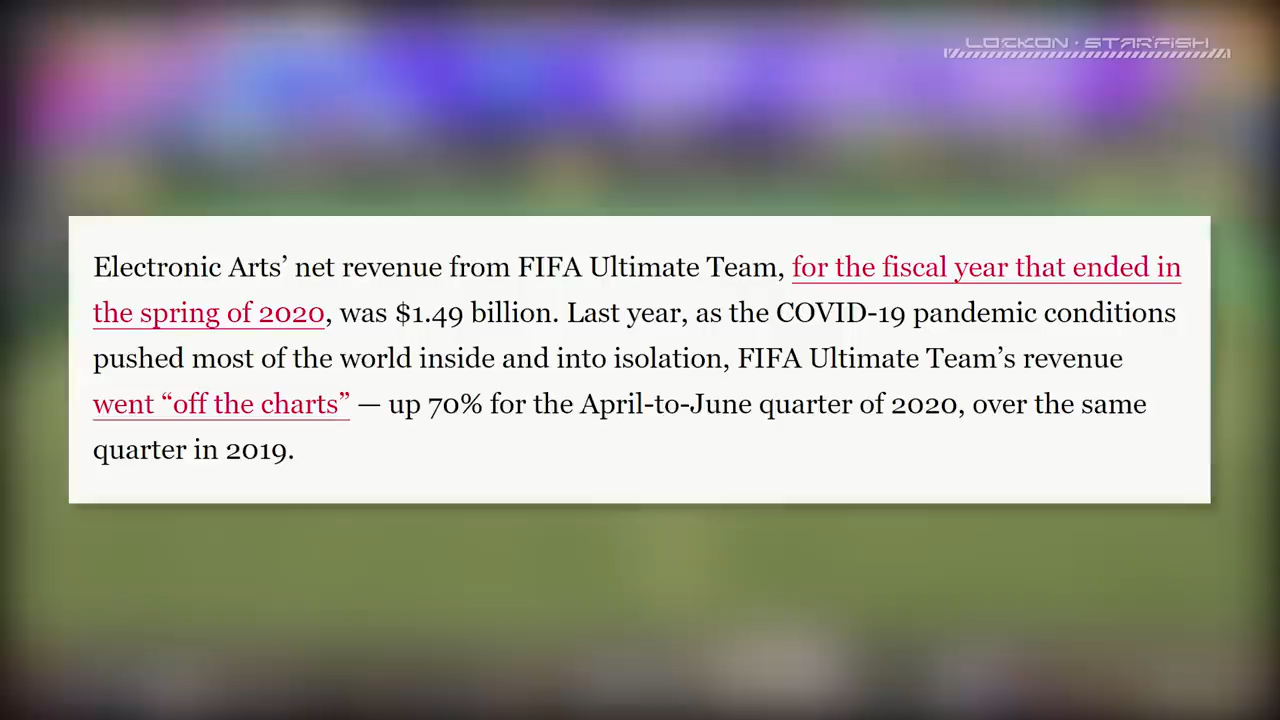 LOCKON · STARFISH
Electronic Arts’ net revenue from FIFA Ultimate Team, for the fiscal year that ended in
the spring of 2020, was $1.49 billion. Last year, as the COVID-19 pandemic conditions
pushed most of the world inside and into isolation, FIFA Ultimate Team’s revenue
went “off the charts” — up 70% for the April-to-June quarter of 2020, over the same
quarter in 2019.